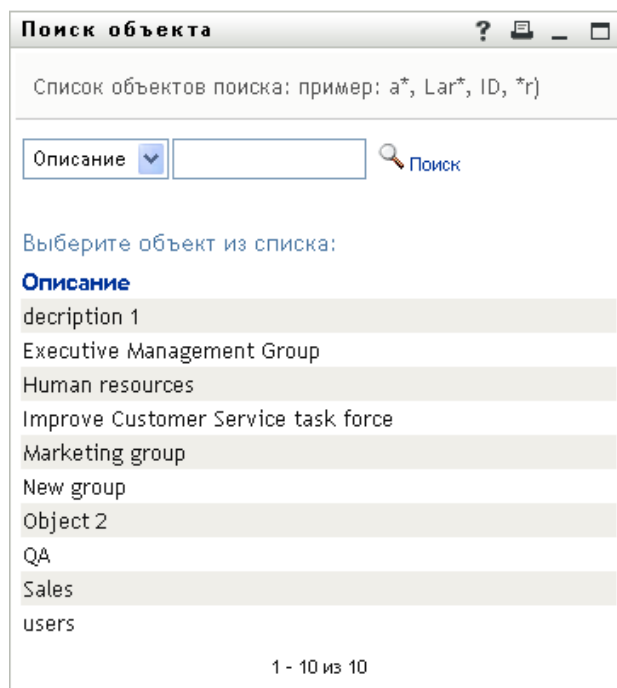 Поиск объекта ?
Список объектов поиска: пример: a*, Lar*, ID, *r)
Описание Поиск
Выберите объект из списка:
Описание
decription 1
Executive Management Group
Human resources
Improve Customer Service task force
Marketing group
New group
Object 2
QA
Sales
users
1 - 10 из 10